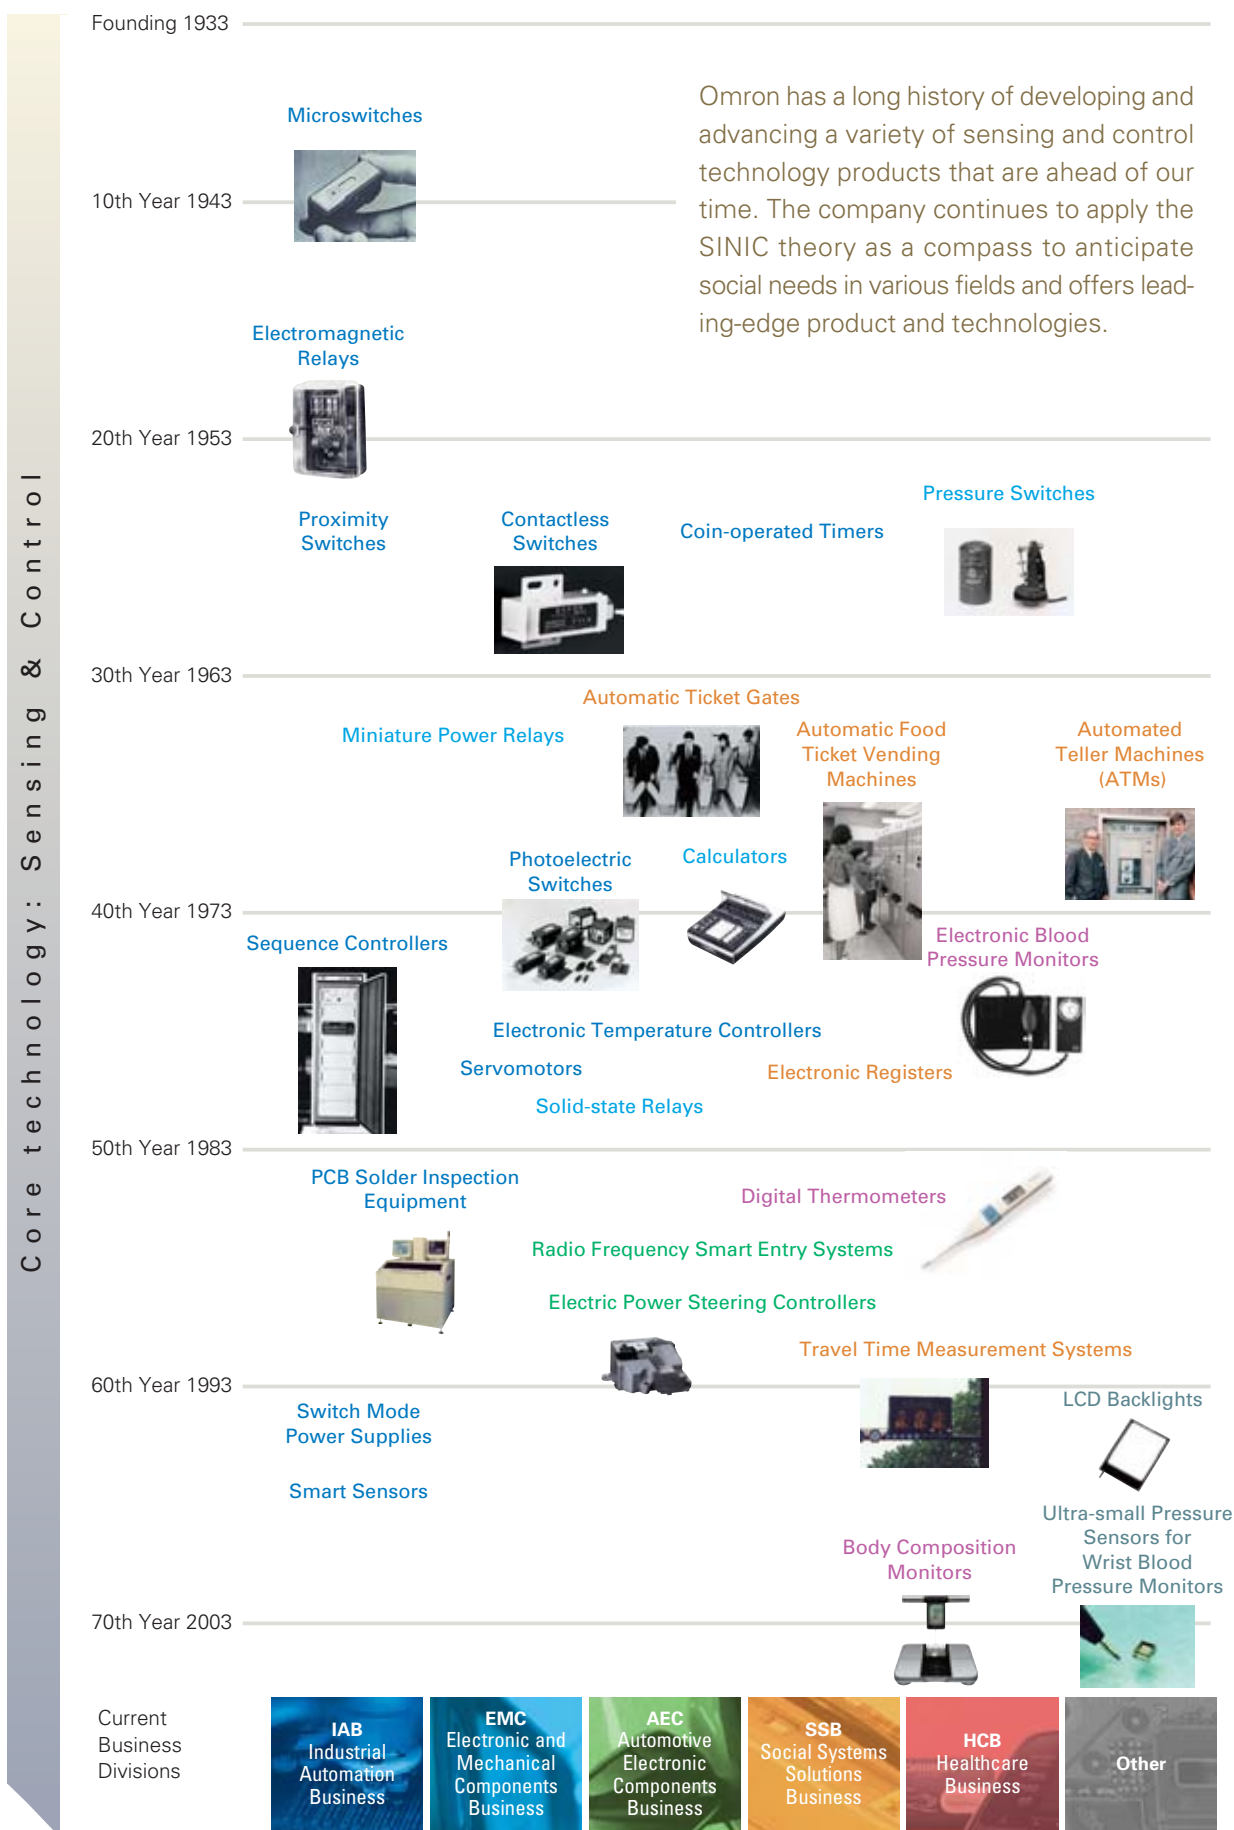 Founding 1933
Microswitches
Omron has a long history of developing and
advancing a variety of sensing and control
technology products that are ahead of our
time. The company continues to apply the
SINIC theory as a compass to anticipate
social needs in various fields and offers lead-
ing-edge product and technologies.
10th Year 1943
Electromagnetic
Relays
20th Year 1953
Pressure Switches
Proximity
Switches
Contactless
Switches
Coin-operated Timers
30th Year 1963
Automatic Ticket Gates
Miniature Power Relays
Automatic Food
Ticket Vending
Machines
Automated
Teller Machines
(ATMs)
Photoelectric
Switches
Calculators
40th Year 1973
Sequence Controllers
Electronic Blood
Pressure Monitors
Electronic Temperature Controllers
Servomotors
Electronic Registers
Solid-state Relays
50th Year 1983
PCB Solder Inspection
Equipment
Digital Thermometers
Radio Frequency Smart Entry Systems
Electric Power Steering Controllers
Travel Time Measurement Systems
60th Year 1993
LCD Backlights
Switch Mode
Power Supplies
Smart Sensors
Ultra-small Pressure
Sensors for
Wrist Blood
Pressure Monitors
Body Composition
Monitors
70th Year 2003
Core technology: Sensing & Control
Current
Business
Divisions
IAB
Industrial
Automation
Business
EMC
Electronic and
Mechanical
Components
Business
AEC
Automotive
Electronic
Components
Business
SSB
Social Systems
Solutions
Business
HCB
Healthcare
Business
Other